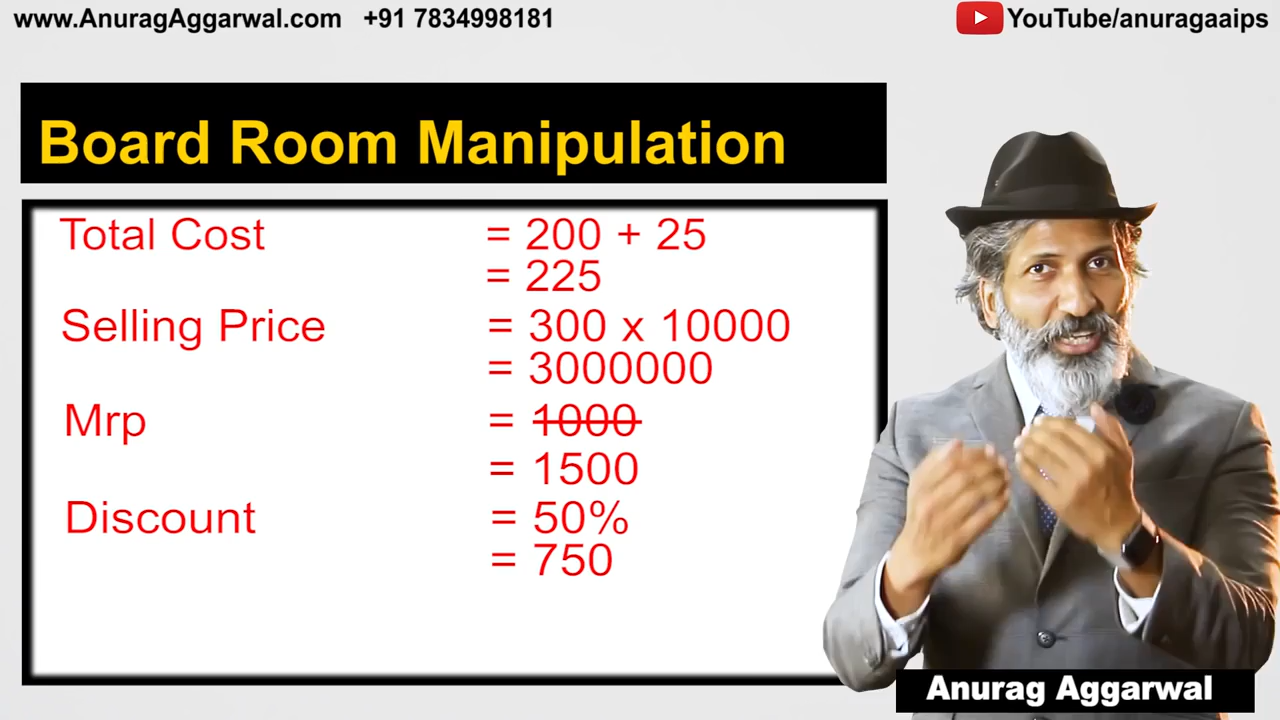 www.AnuragAggarwal.com +91 7834998181
YouTube/anuragaaips
Board Room Manipulation
Total Cost = 200 + 25
= 225
Selling Price = 300 x 10000
= 3000000
Mrp = 1000
= 1500
Discount = 50%
= 750
Anurag Aggarwal